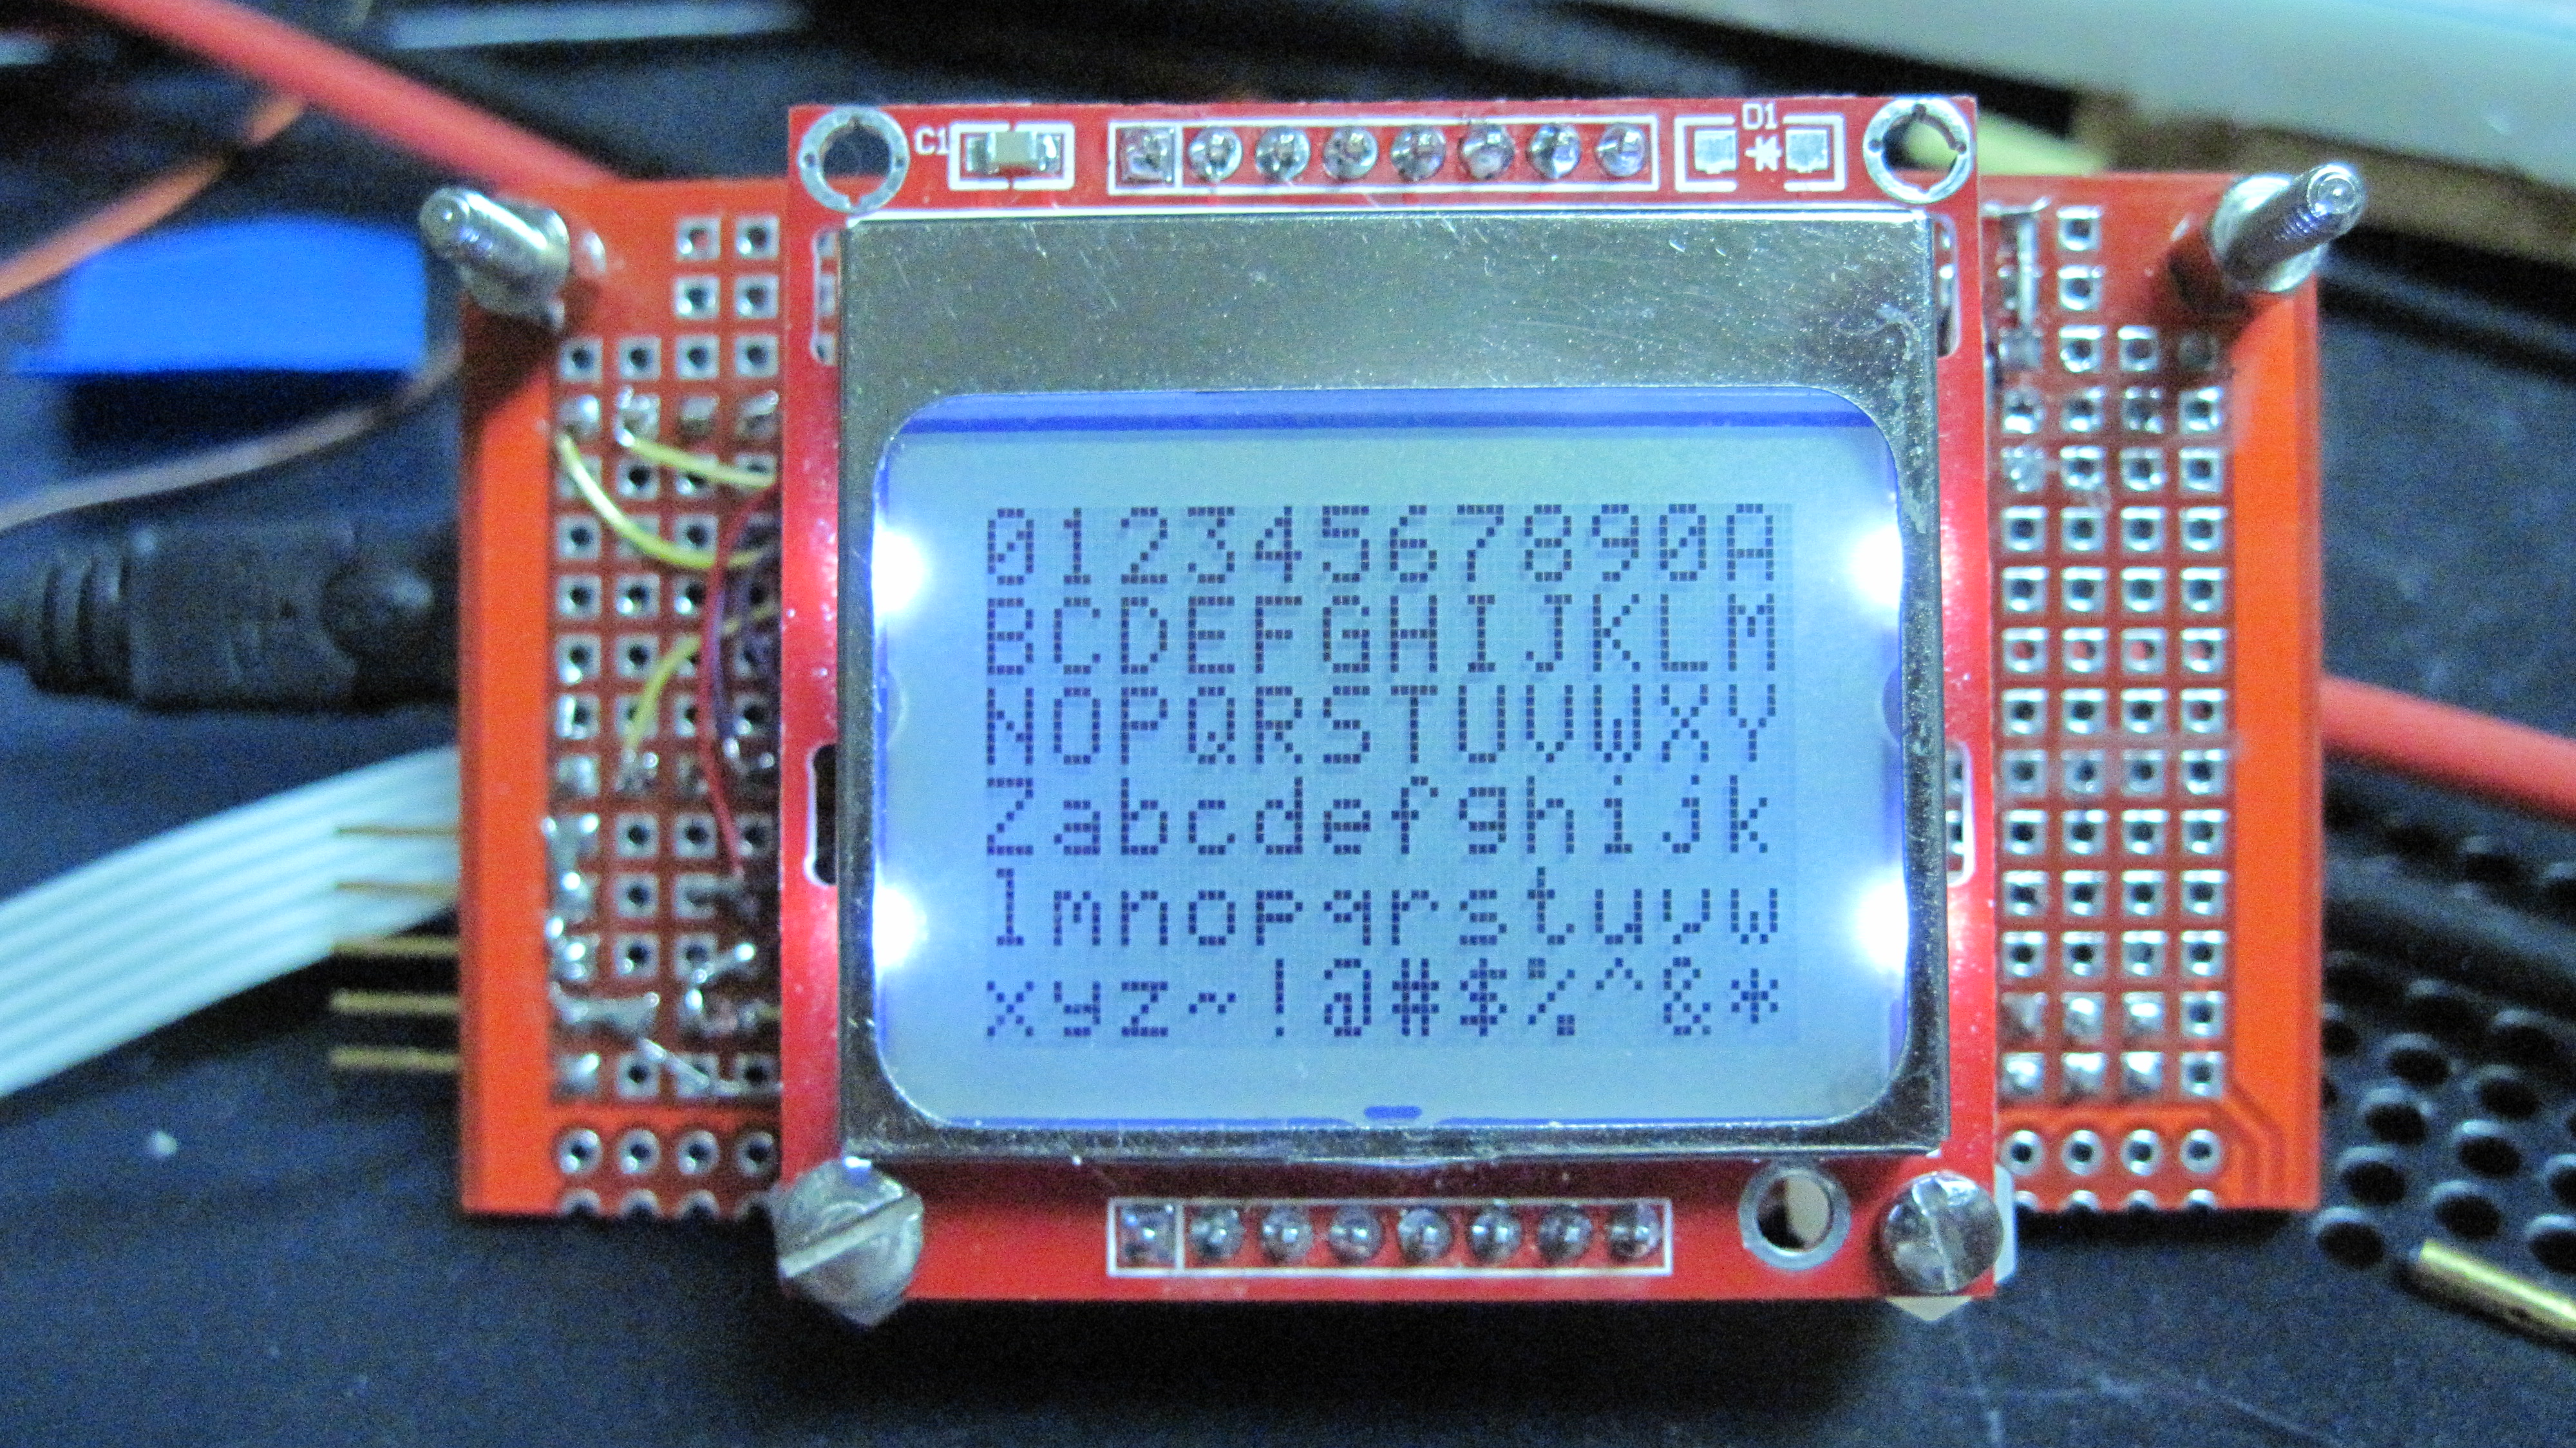 C1 D1
01234567890A
BCDEFGHIJKLM
NOPQRSTUVWXY
Zabcdefghijk
lmnopqrstuvw
xyz~!@#$%^&*